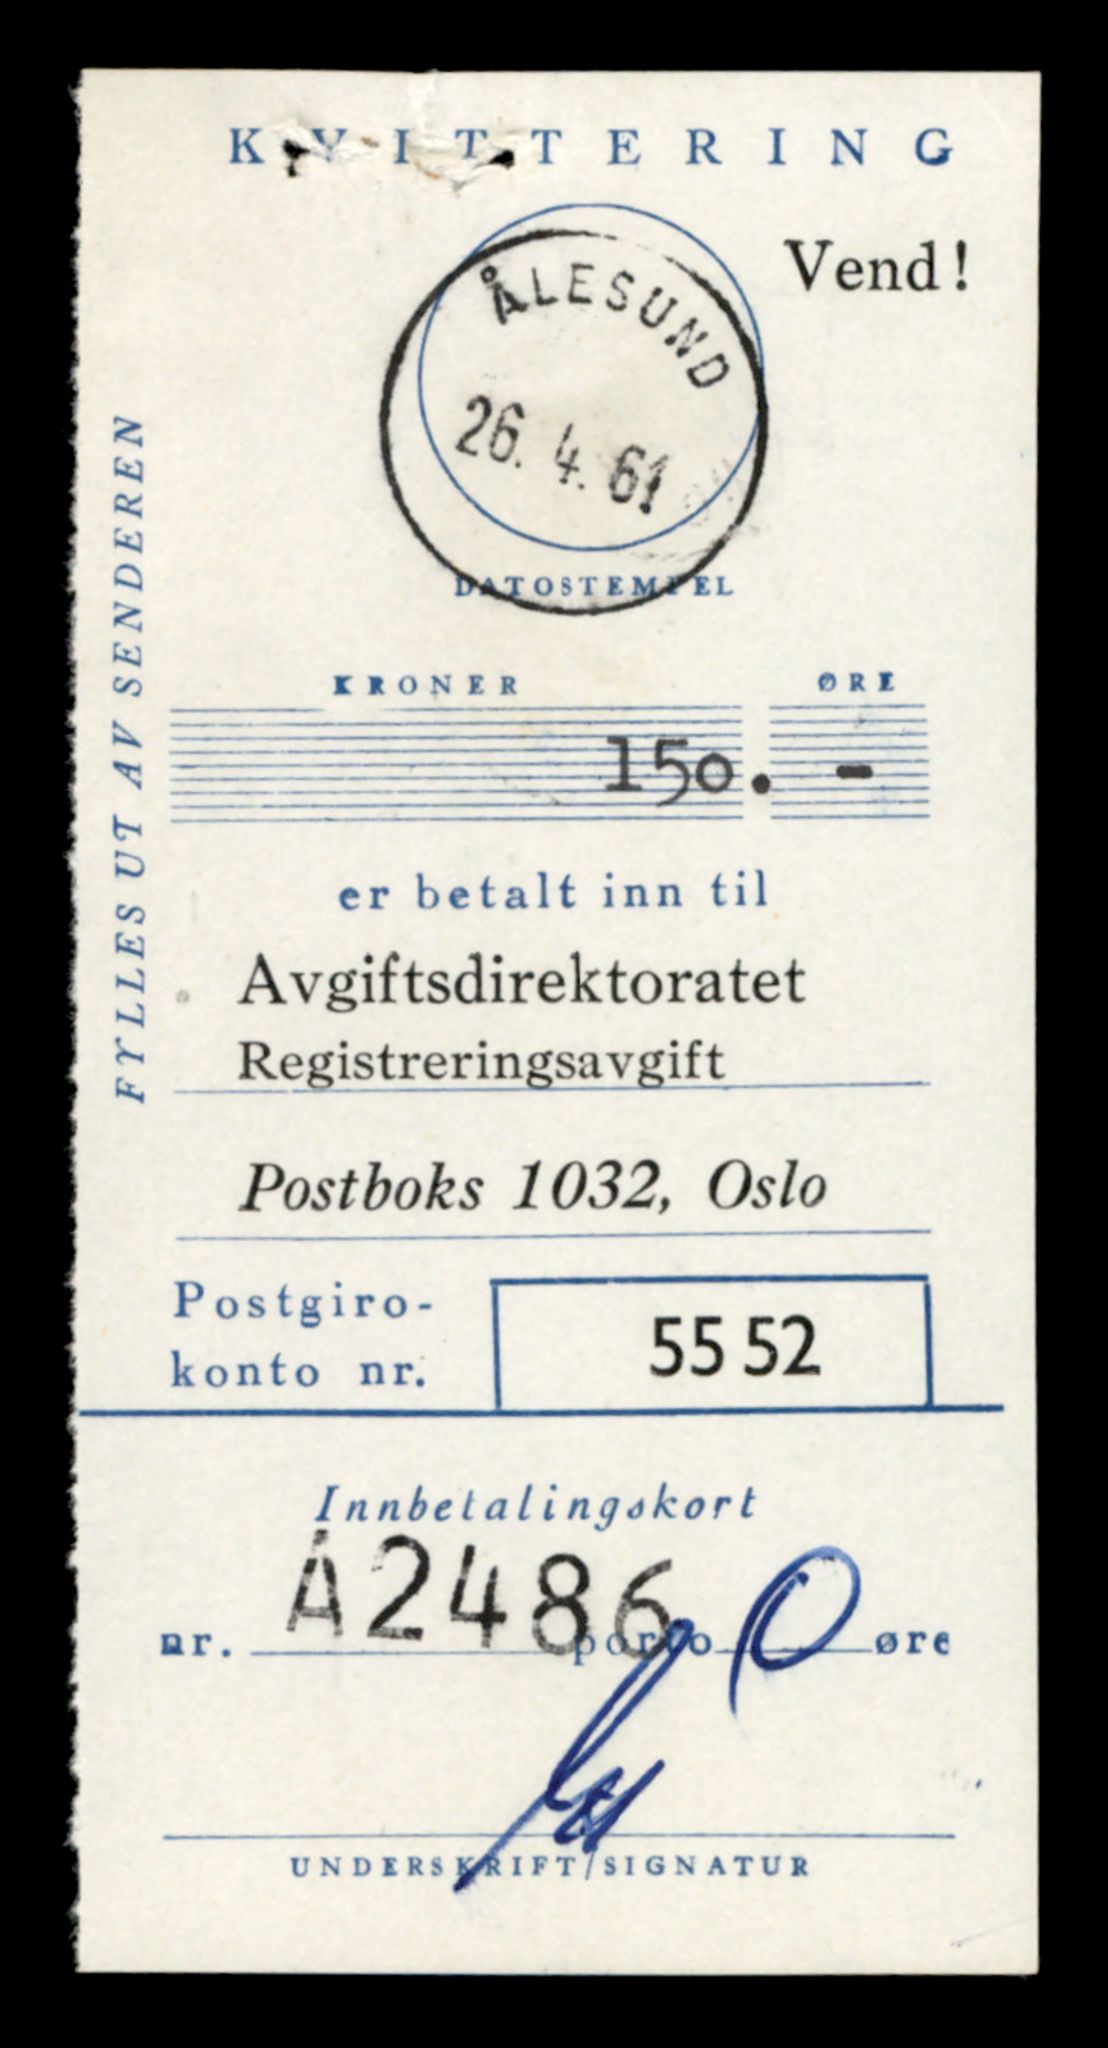 KVITTERING
Vend!
ÅLESUND
26. 4. 61
DATOSTEMPEL
FYLLES UT AV SENDEREN
KRONER ØRE
150. -
er betalt inn til
Avgiftsdirektoratet
Registreringsavgift
Postboks 1032, Oslo
Postgiro-
konto nr.
55 52
Innbetalingskort
A2486
nr. porto 0 øre
UNDERSKRIFT/SIGNATUR